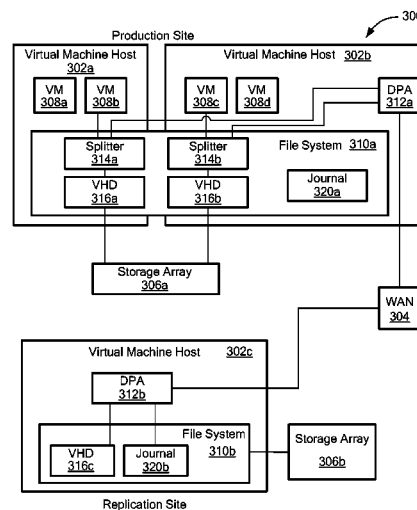 300
Production Site
Virtual Machine Host
302a
Virtual Machine Host 302b
VM
308a
VM
308b
VM
308c
VM
308d
DPA
312a
File System 310a
Splitter
314a
Splitter
314b
VHD
316a
VHD
316b
Journal
320a
Storage Array
306a
WAN
304
Virtual Machine Host 302c
DPA
312b
File System
310b
VHD
316c
Journal
320b
Storage Array
306b
Replication Site